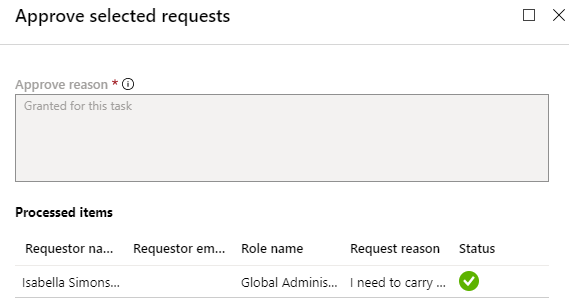 Approve selected requests
Approve reason *
Granted for this task
Processed items
Requestor na... Requestor em... Role name Request reason Status
Isabella Simons... Global Adminis... I need to carry ...